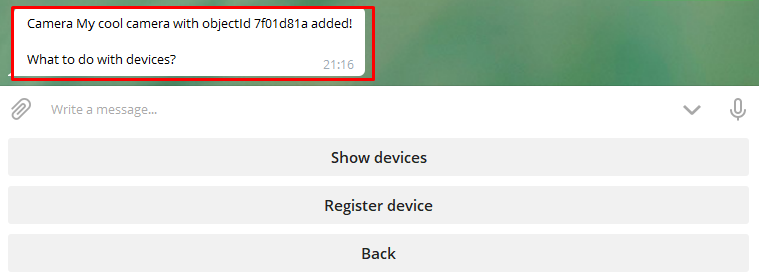 Camera My cool camera with objectId 7f01d81a added!
What to do with devices?
21:16
Write a message...
Show devices
Register device
Back